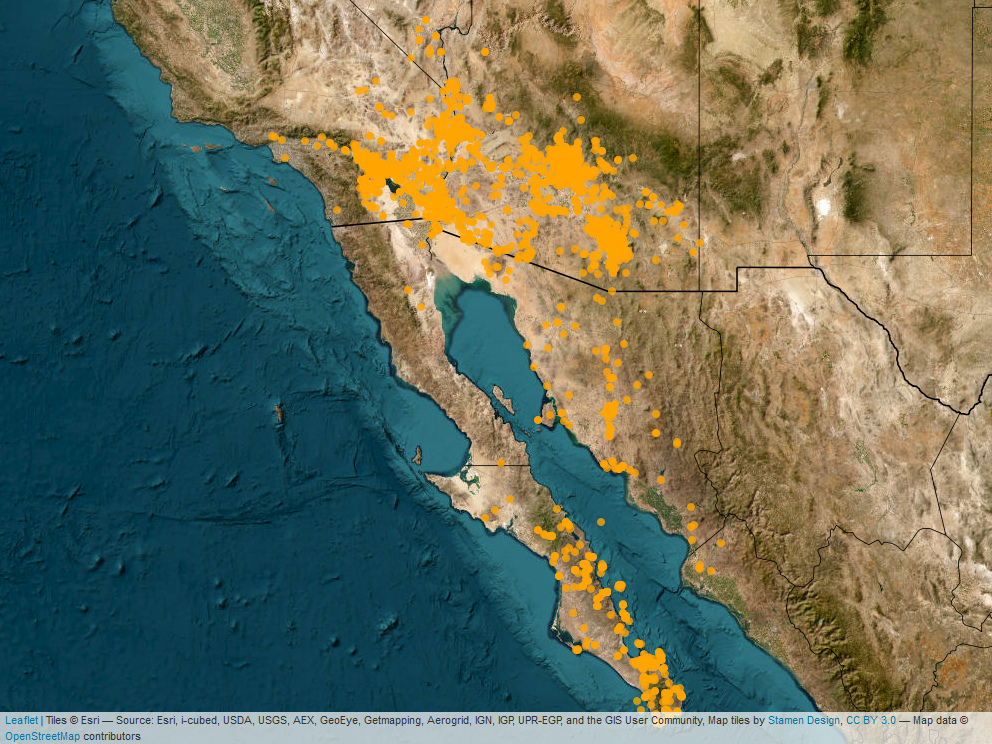 Leaflet | Tiles © Esri — Source: Esri, i-cubed, USDA, USGS, AEX, GeoEye, Getmapping, Aerogrid, IGN, IGP, UPR-EGP, and the GIS User Community, Map tiles by Stamen Design, CC BY 3.0 — Map data ©
OpenStreetMap contributors